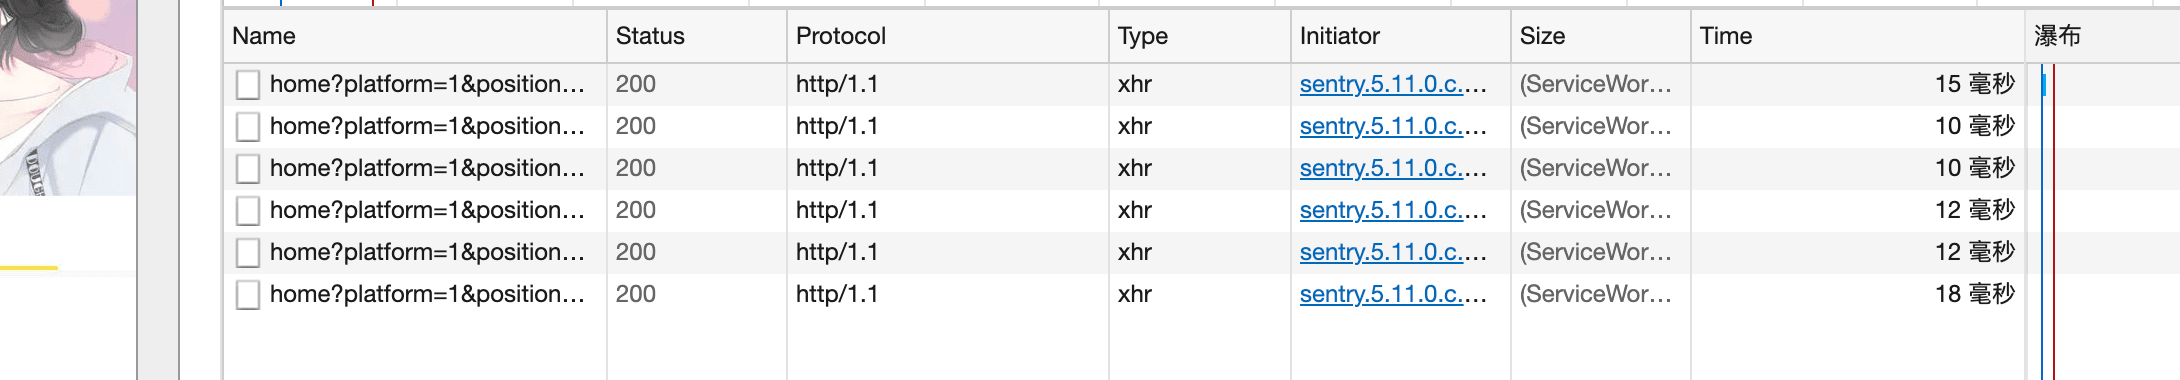 Name Status Protocol Type Initiator Size Time 瀑布
home?platform=1&position... 200 http/1.1 xhr sentry.5.11.0.c.... (ServiceWor... 15 毫秒
home?platform=1&position... 200 http/1.1 xhr sentry.5.11.0.c.... (ServiceWor... 10 毫秒
home?platform=1&position... 200 http/1.1 xhr sentry.5.11.0.c.... (ServiceWor... 10 毫秒
home?platform=1&position... 200 http/1.1 xhr sentry.5.11.0.c.... (ServiceWor... 12 毫秒
home?platform=1&position... 200 http/1.1 xhr sentry.5.11.0.c.... (ServiceWor... 12 毫秒
home?platform=1&position... 200 http/1.1 xhr sentry.5.11.0.c.... (ServiceWor... 18 毫秒